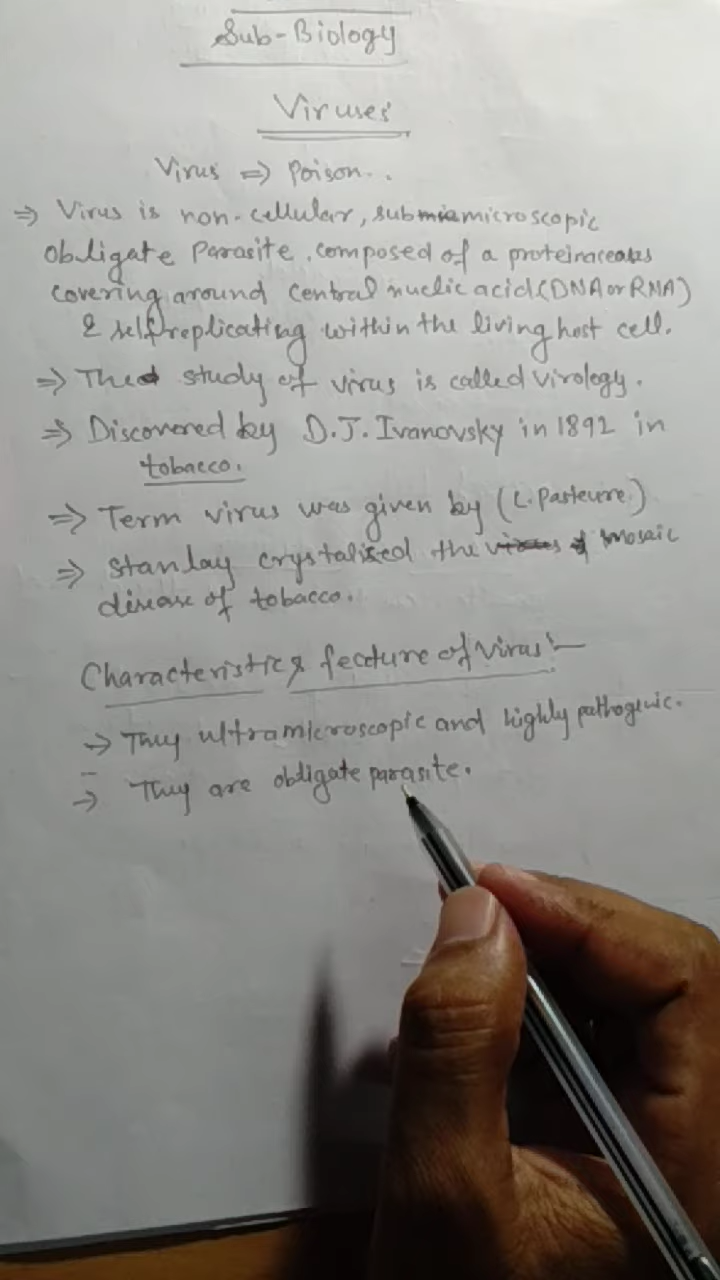 Sub-Biology
Viruses
Virus => Poison..
=> Virus is non-cellular, submicroscopic
obligate Parasite, composed of a proteinaceous
covering around central nuclic acid (DNA or RNA)
& self replicating within the living host cell.
=> The study of virus is called virology.
=> Discovered by D.J. Ivanovsky in 1892 in
tobacco.
=> Term virus was given by (L. Pasteure)
=> Stanlay crystalised the mosaic
disease of tobacco.
Characteristics feature of Virus:-
-> They ultramicroscopic and highly pathogenic.
-> They are obligate parasite.